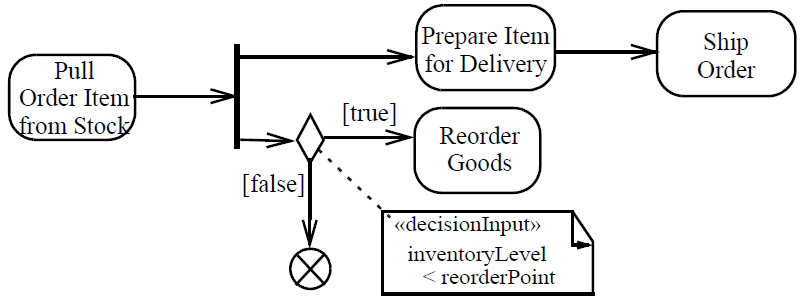 Pull
Order Item
from Stock
Prepare Item
for Delivery
Ship
Order
[true]
Reorder
Goods
[false]
«decisionInput»
inventoryLevel
< reorderPoint